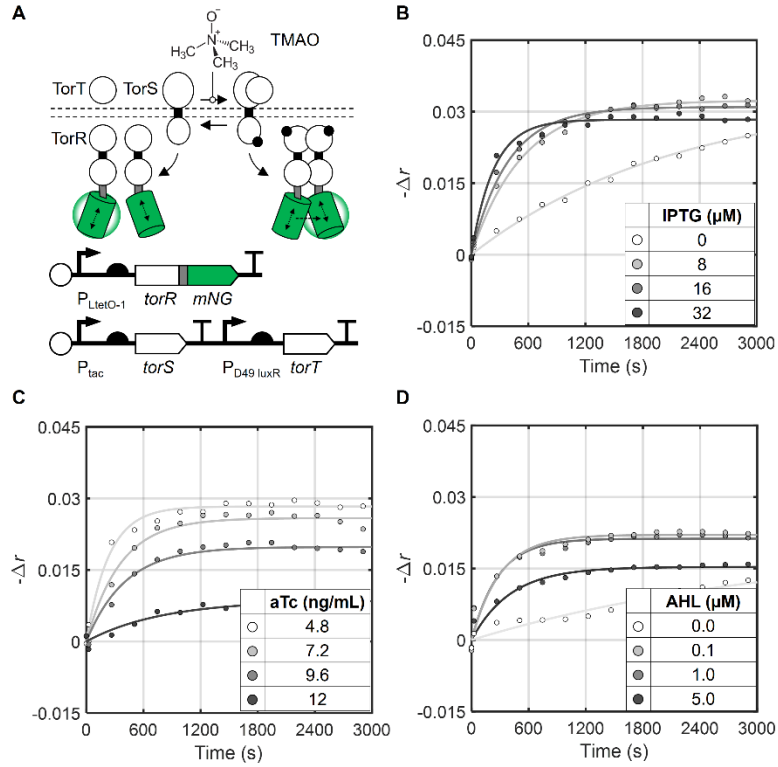 A
O⁻
N⁺
H₃C
CH₃
CH₃
TMAO
TorT
TorS
TorR
P_LtetO-1
torR
mNG
P_tac
torS
P_D49 luxR
torT
B
0.045
0.03
0.015
0
-0.015
-Δr
0 600 1200 1800 2400 3000
Time (s)
IPTG (µM)
0
8
16
32
C
0.045
0.03
0.015
0
-0.015
-Δr
0 600 1200 1800 2400 3000
Time (s)
aTc (ng/mL)
4.8
7.2
9.6
12
D
0.045
0.03
0.015
0
-0.015
-Δr
0 600 1200 1800 2400 3000
Time (s)
AHL (µM)
0.0
0.1
1.0
5.0